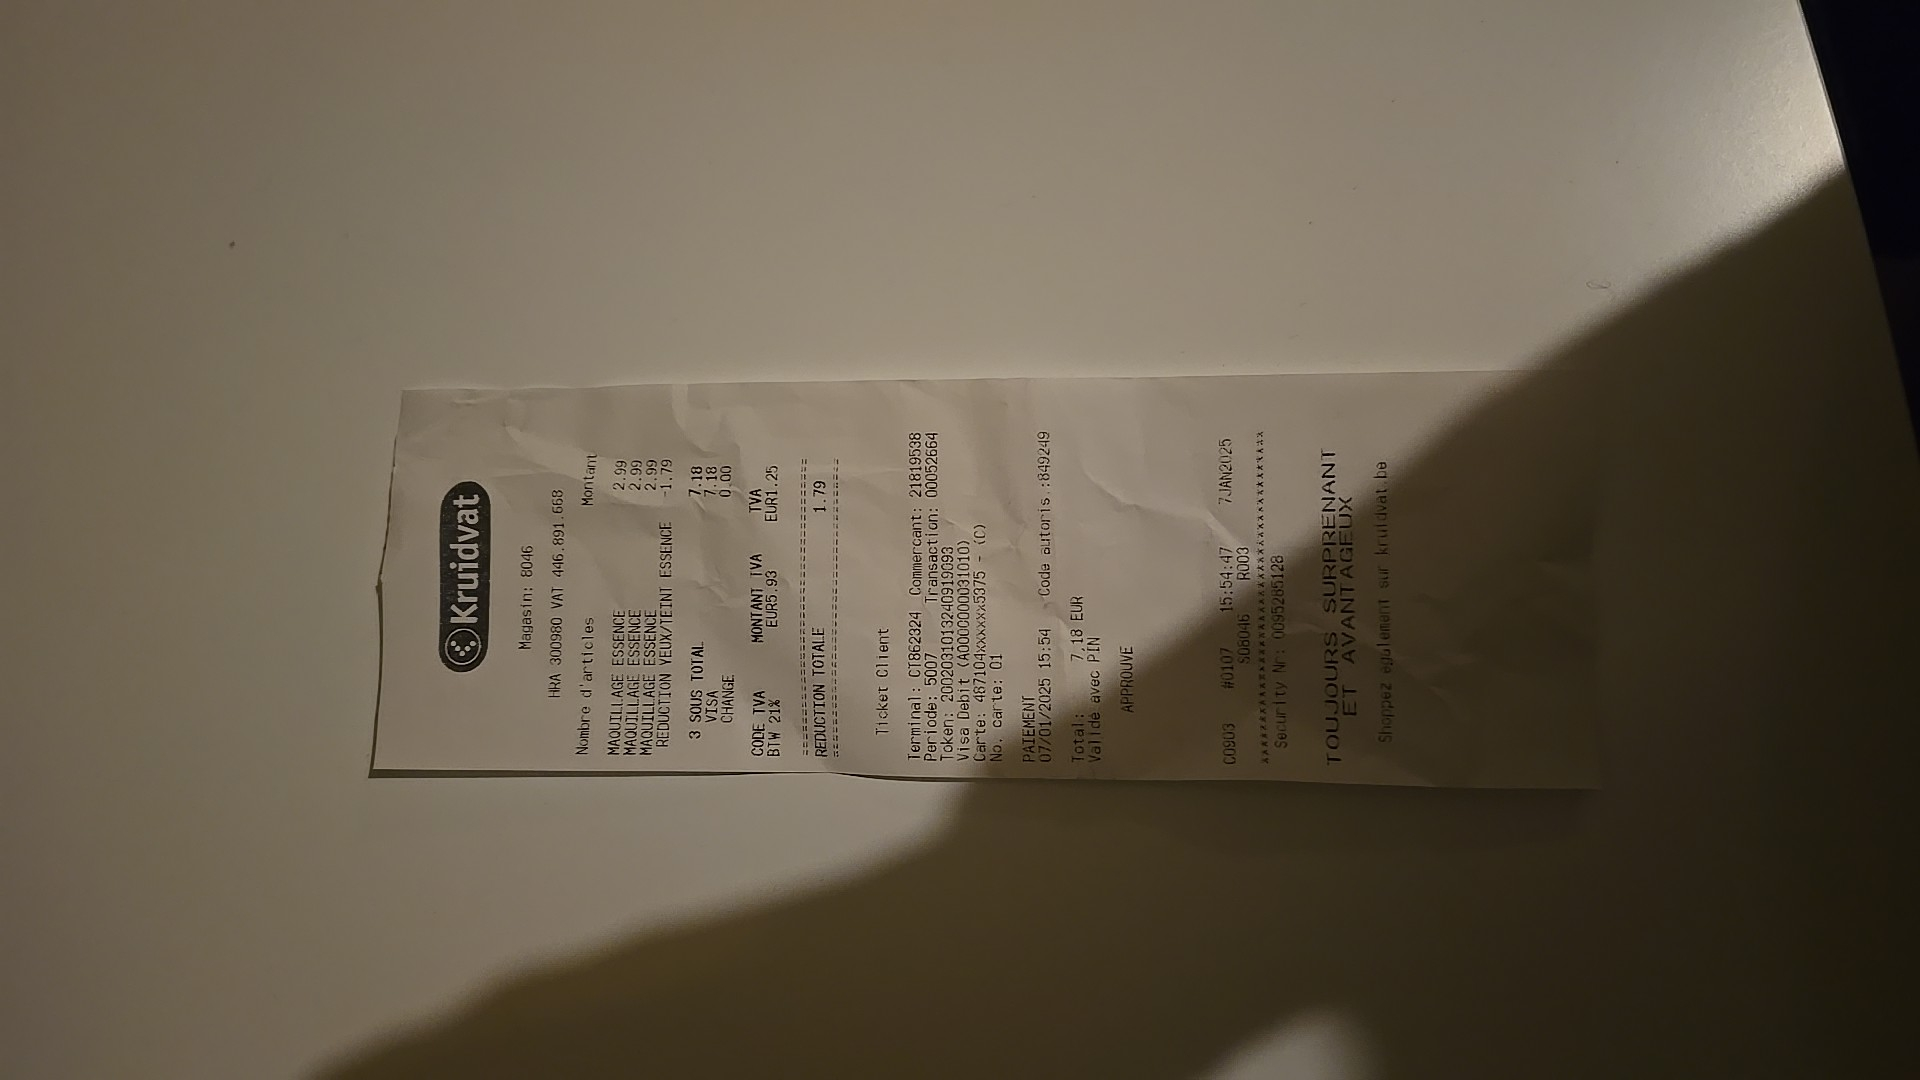 Kruidvat
Magasin: 8046
HRA 300980 VAT 446.891.668
Nombre d'articles Montant
MAQUILLAGE ESSENCE 2.99
MAQUILLAGE ESSENCE 2.99
MAQUILLAGE ESSENCE 2.99
REDUCTION YEUX/TEINT ESSENCE -1.79
3 SOUS TOTAL 7.18
VISA 7.18
CHANGE 0.00
CODE TVA MONTANT TVA TVA
BTW 21% EUR5.93 EUR1.25
REDUCTION TOTALE 1.79
Ticket Client
Terminal: CT862324 Commercant: 21819538
Periode: 5007 Transaction: 00052664
Token: 2002031013240919093
Visa Debit (A0000000031010)
Carte: 487104xxxxxx5375 - (C)
No. carte: 01
PAIEMENT
07/01/2025 15:54 Code autoris.:849249
Total: 7,18 EUR
Validé avec PIN
APPROUVE
C0903 #0107 15:54:47 7JAN2025
S08046 R003
Security Nr: 0095285128
TOUJOURS SURPRENANT
ET AVANTAGEUX
Shoppez également sur kruidvat.be